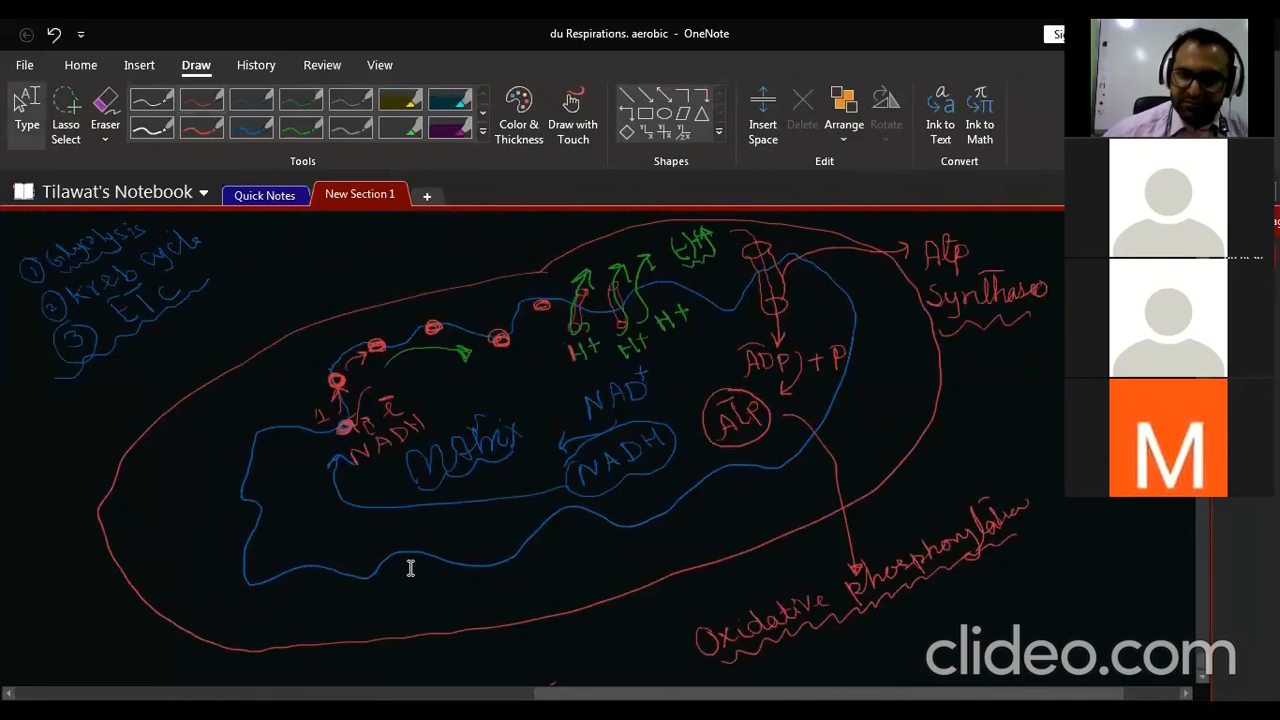 du Respirations. aerobic - OneNote
File Home Insert Draw History Review View
Type
Lasso Select
Eraser
Color & Thickness
Draw with Touch
Insert Space
Delete
Arrange
Rotate
Ink to Text
Ink to Math
Tools
Shapes
Edit
Convert
Tilawat's Notebook
Quick Notes
New Section 1
+
① Glycolysis
② Kreb cycle
③ ETC
H+
H+
H+
H+
Atp
Synthase
ADP + P
Atp
NAD+
NADH
1
e
e
NADH
Matrix
Oxidative phosphorylation
M
clideo.com